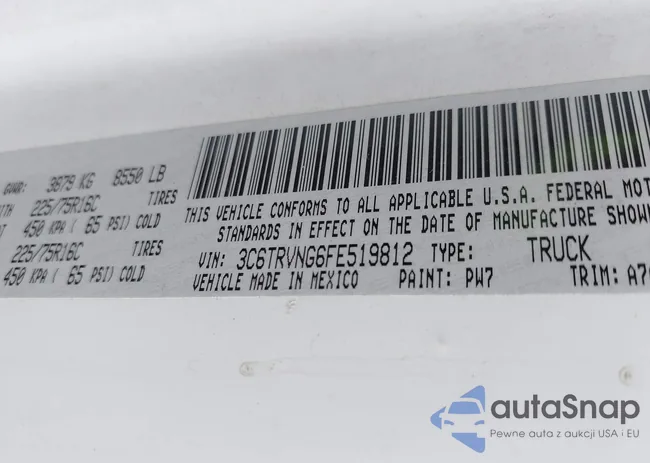 GVWR: 3879 KG 8550 LB
TH 225/75R16C TIRES
450 KPA ( 65 PSI) COLD
225/75R16C TIRES
450 KPA ( 65 PSI) COLD
THIS VEHICLE CONFORMS TO ALL APPLICABLE U.S.A. FEDERAL MOT
STANDARDS IN EFFECT ON THE DATE OF MANUFACTURE SHOW
VIN: 3C6TRVNG6FE519812 TYPE: TRUCK
VEHICLE MADE IN MEXICO PAINT: PW7 TRIM: A7
autaSnap
Pewne auta z aukcji USA i EU